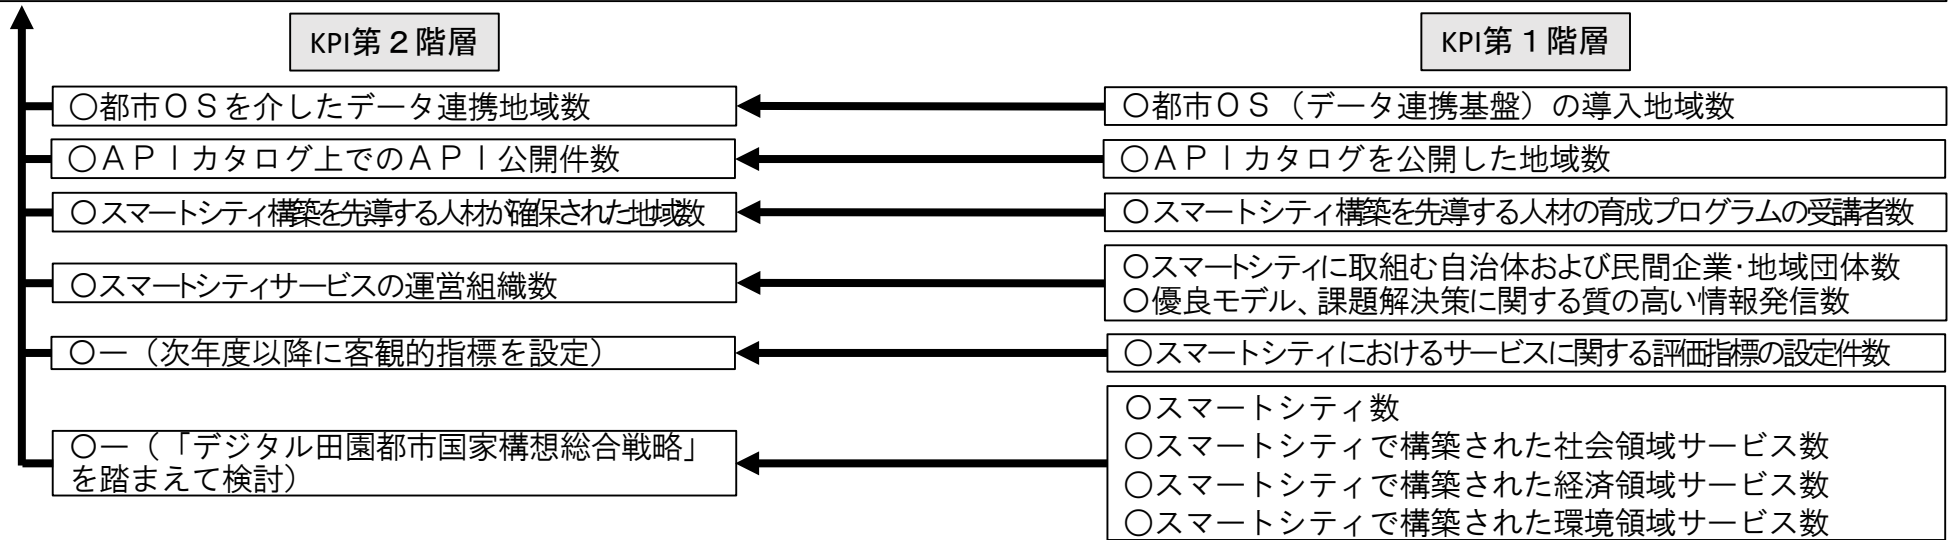 KPI第２階層
KPI第１階層
〇都市ＯＳを介したデータ連携地域数
〇都市ＯＳ（データ連携基盤）の導入地域数
〇ＡＰＩカタログ上でのＡＰＩ公開件数
〇ＡＰＩカタログを公開した地域数
〇スマートシティ構築を先導する人材が確保された地域数
〇スマートシティ構築を先導する人材の育成プログラムの受講者数
〇スマートシティサービスの運営組織数
〇スマートシティに取組む自治体および民間企業・地域団体数
〇優良モデル、課題解決策に関する質の高い情報発信数
〇ー（次年度以降に客観的指標を設定）
〇スマートシティにおけるサービスに関する評価指標の設定件数
〇ー（「デジタル田園都市国家構想総合戦略」
を踏まえて検討）
〇スマートシティ数
〇スマートシティで構築された社会領域サービス数
〇スマートシティで構築された経済領域サービス数
〇スマートシティで構築された環境領域サービス数